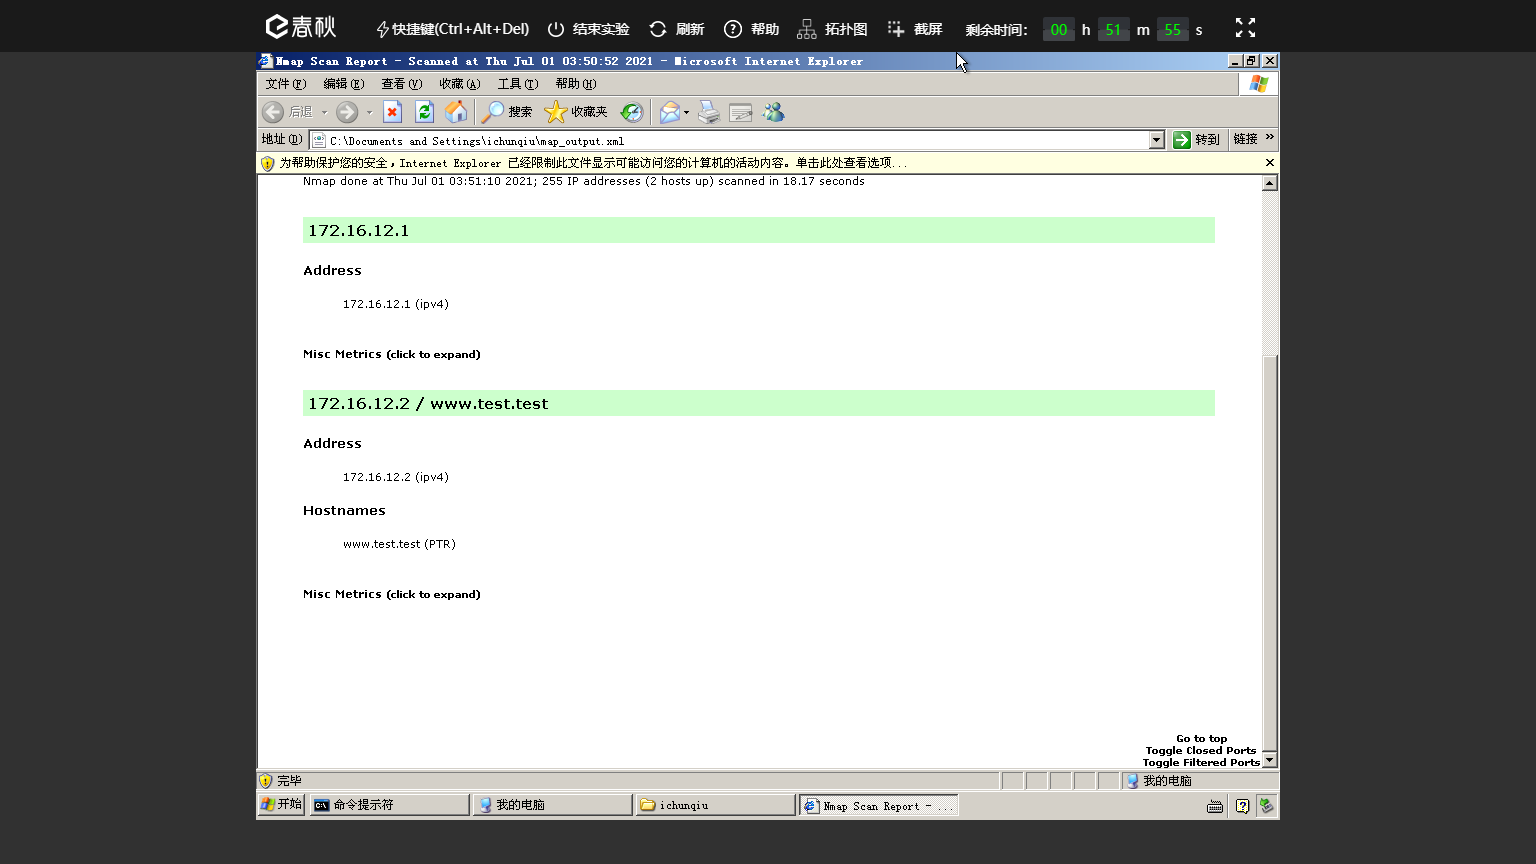 春秋 快捷键(Ctrl+Alt+Del) 结束实验 刷新 帮助 拓扑图 截屏 剩余时间: 00 h 51 m 55 s
Nmap Scan Report - Scanned at Thu Jul 01 03:50:52 2021 - Microsoft Internet Explorer
文件(F) 编辑(E) 查看(V) 收藏(A) 工具(T) 帮助(H)
后退 搜索 收藏夹
地址(D) C:\Documents and Settings\ichunqiu\map_output.xml 转到 链接 »
为帮助保护您的安全，Internet Explorer 已经限制此文件显示可能访问您的计算机的活动内容。单击此处查看选项...
Nmap done at Thu Jul 01 03:51:10 2021; 255 IP addresses (2 hosts up) scanned in 18.17 seconds
172.16.12.1
Address
172.16.12.1 (ipv4)
Misc Metrics (click to expand)
172.16.12.2 / www.test.test
Address
172.16.12.2 (ipv4)
Hostnames
www.test.test (PTR)
Misc Metrics (click to expand)
Go to top
Toggle Closed Ports
Toggle Filtered Ports
完毕 我的电脑
开始 命令提示符 我的电脑 ichunqiu Nmap Scan Report - ...